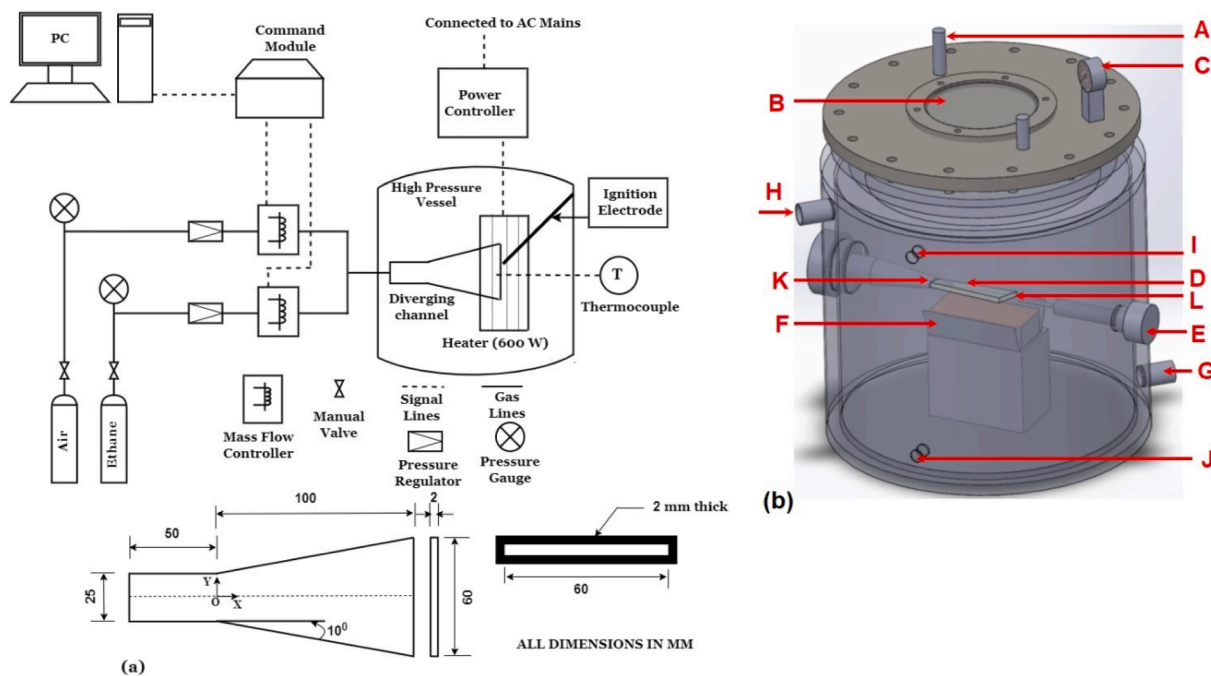 PC
Command
Module
Connected to AC Mains
Power
Controller
High Pressure
Vessel
Ignition
Electrode
Diverging
channel
T
Thermocouple
Heater (600 W)
Air
Ethane
Mass Flow
Controller
Manual
Valve
Signal
Lines
Gas
Lines
Pressure
Regulator
Pressure
Gauge
100
2
50
25
Y
O
X
10⁰
60
2 mm thick
60
ALL DIMENSIONS IN MM
(a)
A
C
B
H
I
K
D
L
F
E
G
J
(b)